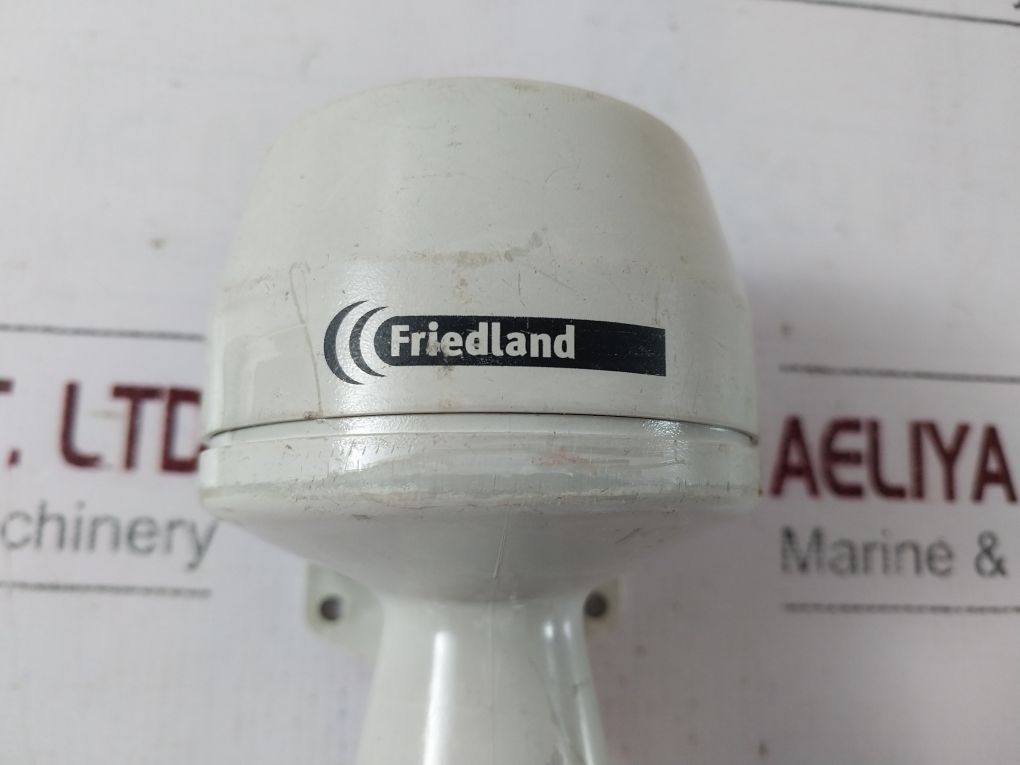 Friedland
T. LTD
AELIYA
chinery
Marine &